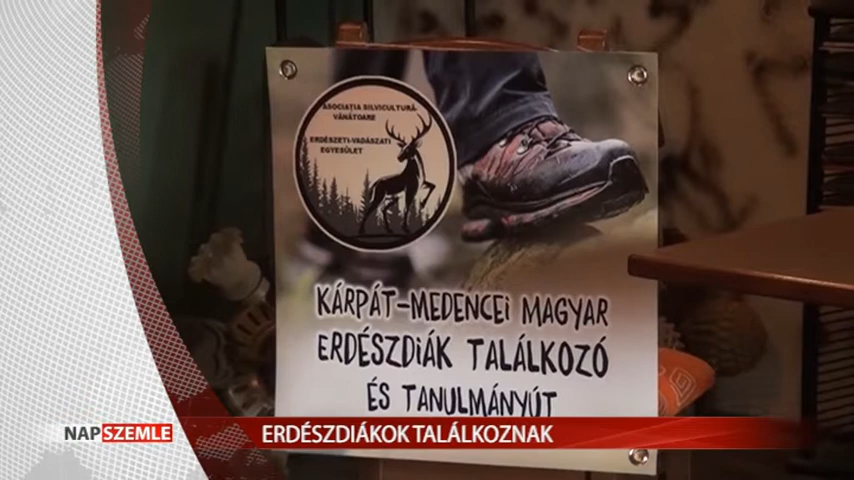 ASOCIAȚIA SILVICULTURĂ-
VÂNĂTOARE
ERDÉSZETI-VADÁSZATI
EGYESÜLET
KÁRPÁT-MEDENCEI MAGYAR
ERDÉSZDIÁK TALÁLKOZÓ
ÉS TANULMÁNYÚT
NAPSZEMLE
ERDÉSZDIÁKOK TALÁLKOZNAK